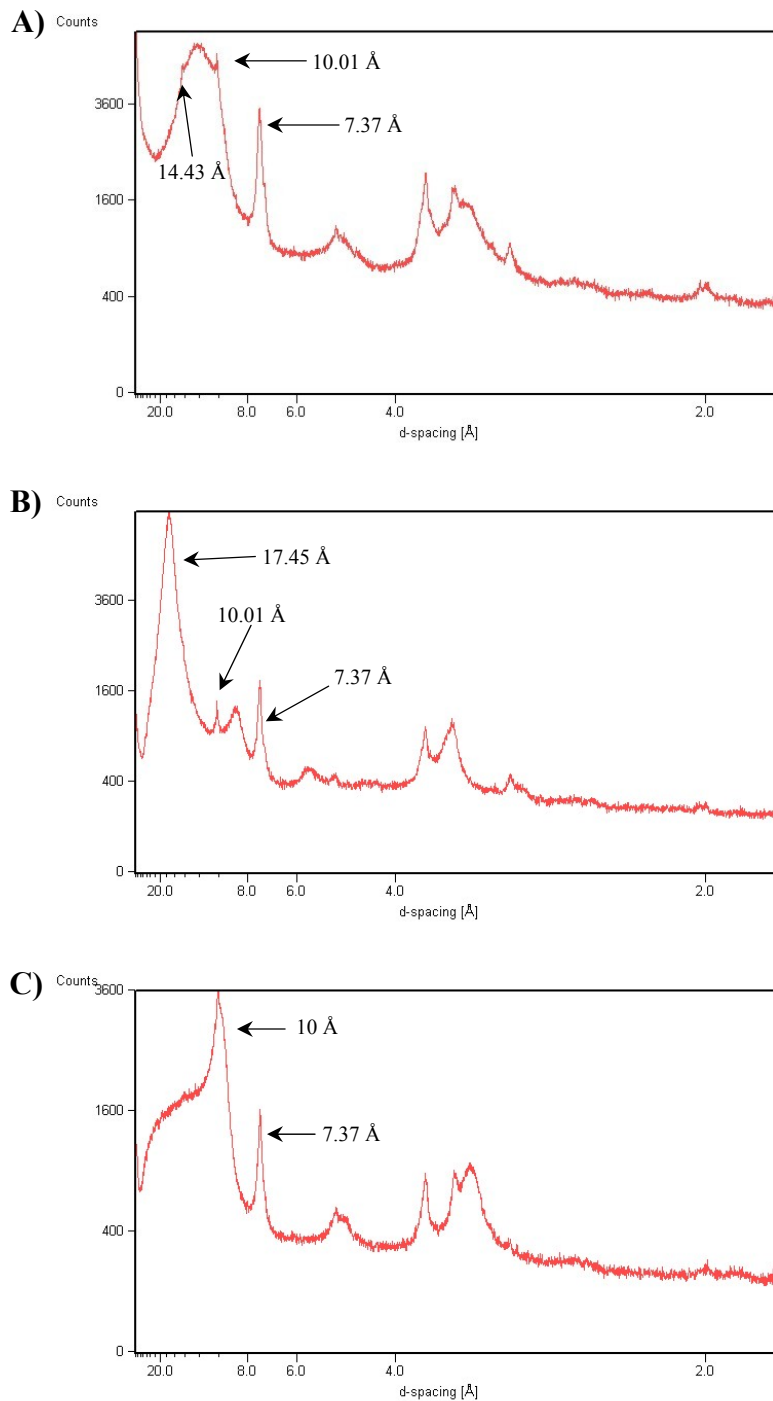 A) Counts
10.01 Å
3600
7.37 Å
14.43 Å
1600
400
0
20.0 8.0 6.0 4.0 2.0
d-spacing [Å]
B) Counts
17.45 Å
3600
10.01 Å
7.37 Å
1600
400
0
20.0 8.0 6.0 4.0 2.0
d-spacing [Å]
C) Counts
3600
10 Å
1600
7.37 Å
400
0
20.0 8.0 6.0 4.0 2.0
d-spacing [Å]